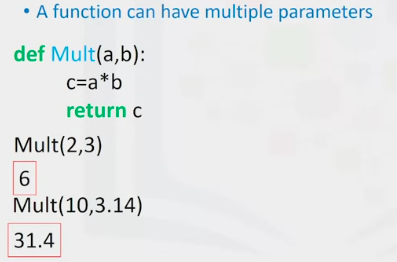 • A function can have multiple parameters
def Mult(a,b):
c=a*b
return c
Mult(2,3)
6
Mult(10,3.14)
31.4